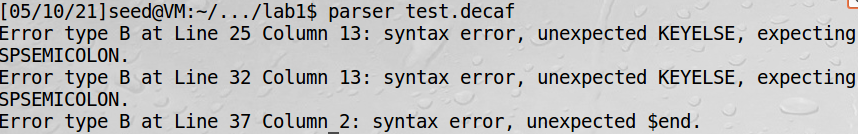 [05/10/21]seed@VM:~/.../lab1$ parser test.decaf
Error type B at Line 25 Column 13: syntax error, unexpected KEYELSE, expecting
SPSEMICOLON.
Error type B at Line 32 Column 13: syntax error, unexpected KEYELSE, expecting
SPSEMICOLON.
Error type B at Line 37 Column 2: syntax error, unexpected $end.